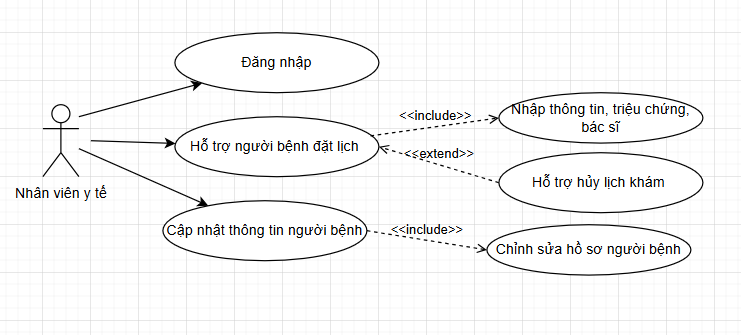 Đăng nhập
<<include>>
Nhập thông tin, triệu chứng,
bác sĩ
Hỗ trợ người bệnh đặt lịch
<<extend>>
Hỗ trợ hủy lịch khám
Nhân viên y tế
Cập nhật thông tin người bệnh
<<include>>
Chỉnh sửa hồ sơ người bệnh